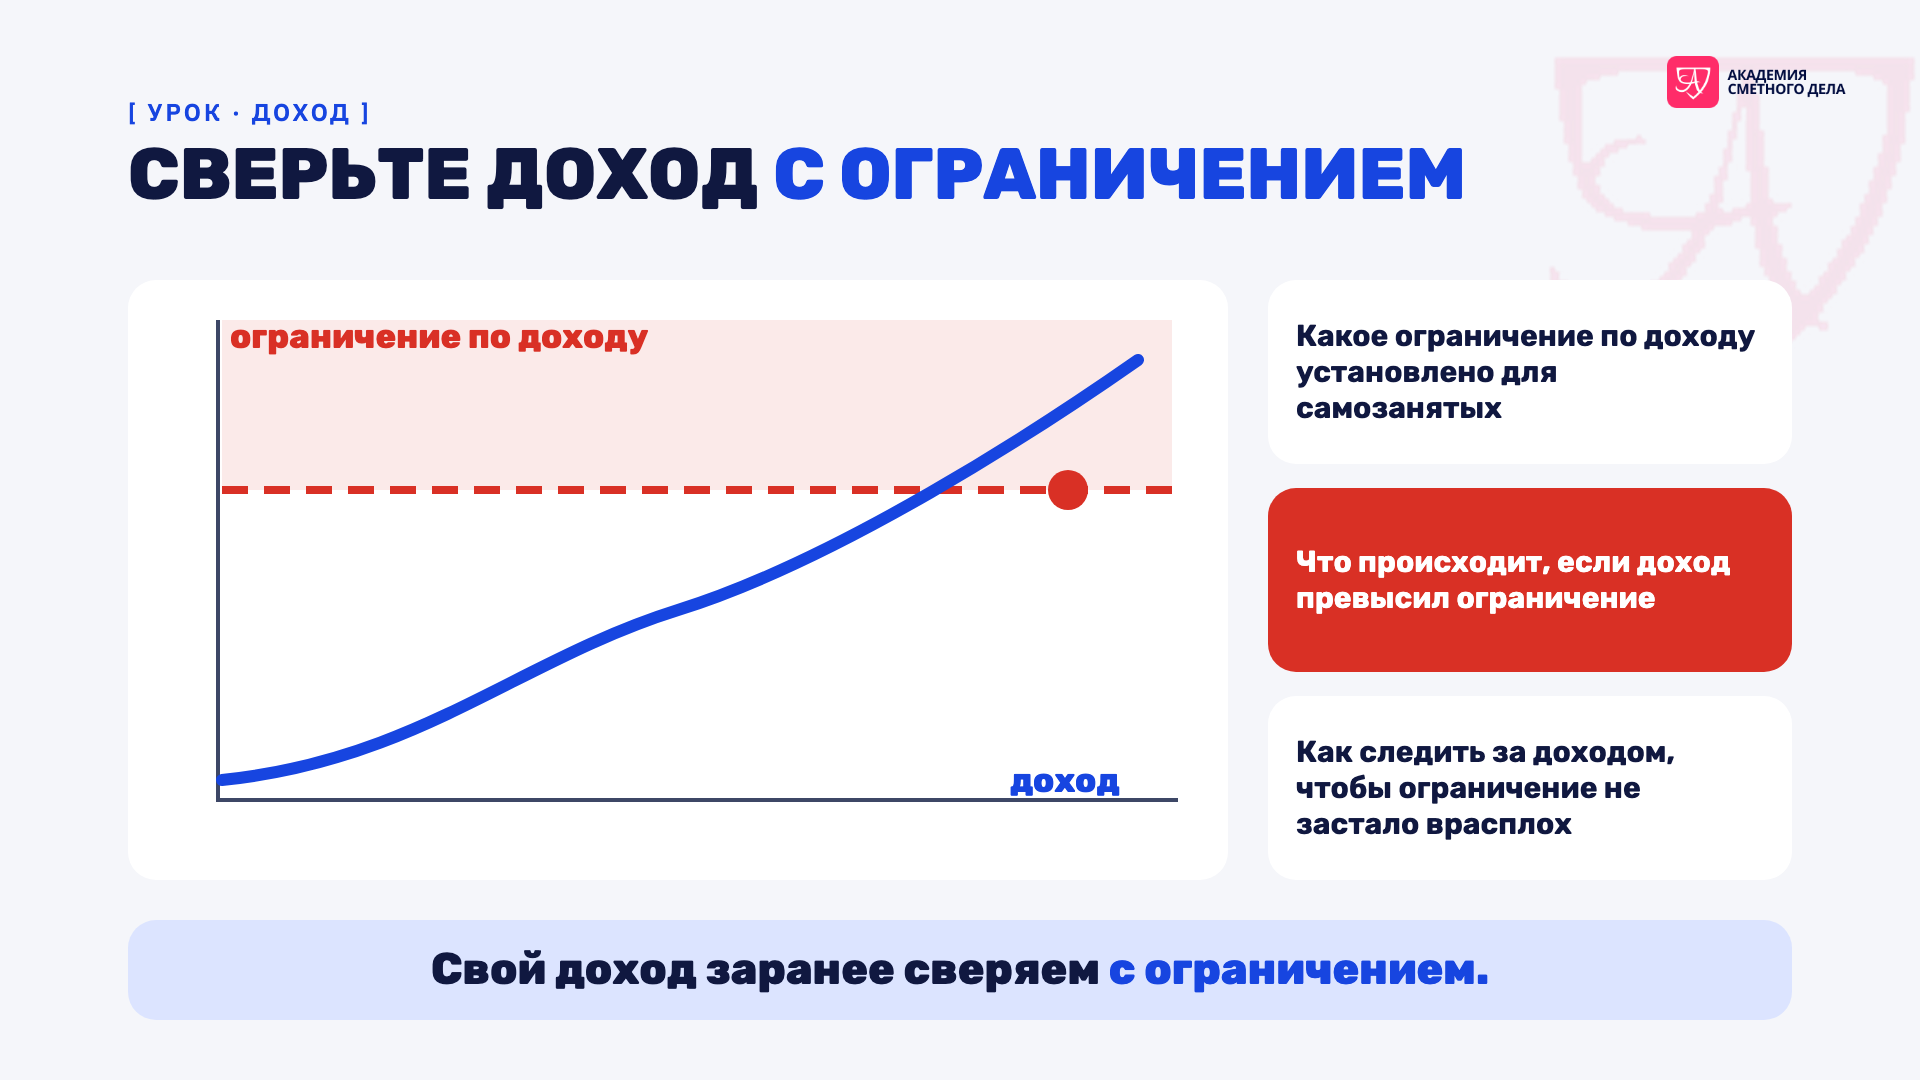 [ УРОК · ДОХОД ]
СВЕРЬТЕ ДОХОД С ОГРАНИЧЕНИЕМ
АКАДЕМИЯ
СМЕТНОГО ДЕЛА
ограничение по доходу
доход
Какое ограничение по доходу
установлено для
самозанятых
Что происходит, если доход
превысил ограничение
Как следить за доходом,
чтобы ограничение не
застало врасплох
Свой доход заранее сверяем с ограничением.